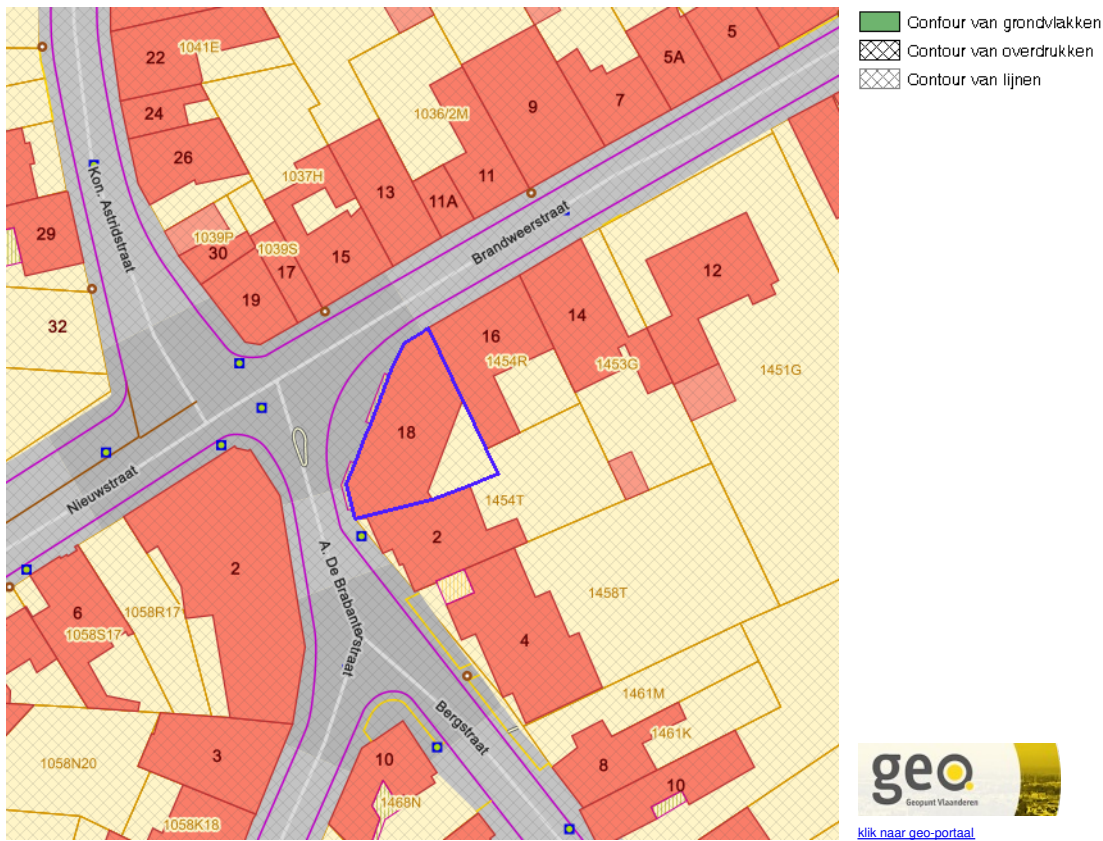 Contour van grondvlakken
Contour van overdrukken
Contour van lijnen
22
1041E
5
5A
24
1036/2M
9
7
26
Kon. Astridstraat
1037H
13
11
11A
29
1039P
30
1039S
17
15
Brandweerstraat
12
19
14
32
16
1454R
1453G
1451G
18
Nieuwstraat
1454T
2
2
A. De Brabanterstraat
1458T
6
1058R17
1058S17
4
1461M
Bergstraat
1461K
3
1058N20
10
8
10
1468N
1058K18
geo.
Geopunt Vlaanderen
klik naar geo-portaal